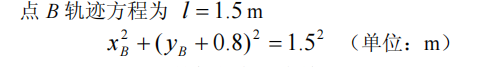 点 B 轨迹方程为 l = 1.5 m
x_B^2 + (y_B + 0.8)^2 = 1.5^2 （单位：m）